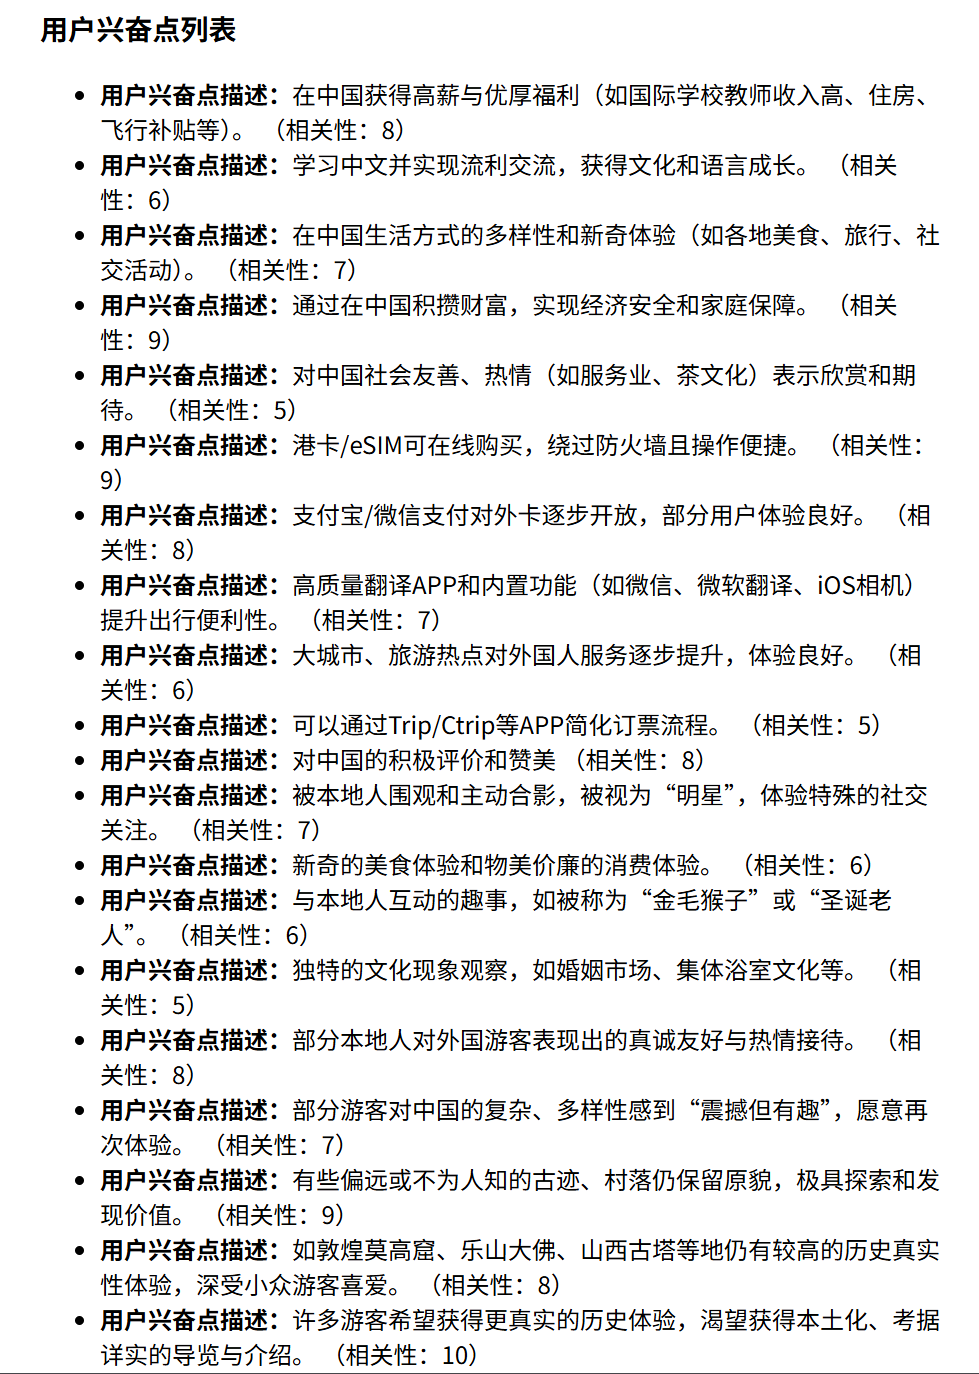 用户兴奋点列表
用户兴奋点描述：在中国获得高薪与优厚福利（如国际学校教师收入高、住房、
飞行补贴等）。 （相关性：8）
用户兴奋点描述：学习中文并实现流利交流，获得文化和语言成长。 （相关
性：6）
用户兴奋点描述：在中国生活方式的多样性和新奇体验（如各地美食、旅行、社
交活动）。 （相关性：7）
用户兴奋点描述：通过在中国积攒财富，实现经济安全和家庭保障。 （相关
性：9）
用户兴奋点描述：对中国社会友善、热情（如服务业、茶文化）表示欣赏和期
待。 （相关性：5）
用户兴奋点描述：港卡/eSIM可在线购买，绕过防火墙且操作便捷。 （相关性：
9）
用户兴奋点描述：支付宝/微信支付对外卡逐步开放，部分用户体验良好。 （相
关性：8）
用户兴奋点描述：高质量翻译APP和内置功能（如微信、微软翻译、iOS相机）
提升出行便利性。 （相关性：7）
用户兴奋点描述：大城市、旅游热点对外国人服务逐步提升，体验良好。 （相
关性：6）
用户兴奋点描述：可以通过Trip/Ctrip等APP简化订票流程。 （相关性：5）
用户兴奋点描述：对中国的积极评价和赞美 （相关性：8）
用户兴奋点描述：被本地人围观和主动合影，被视为“明星”，体验特殊的社交
关注。 （相关性：7）
用户兴奋点描述：新奇的美食体验和物美价廉的消费体验。 （相关性：6）
用户兴奋点描述：与本地人互动的趣事，如被称为“金毛猴子”或“圣诞老
人”。 （相关性：6）
用户兴奋点描述：独特的文化现象观察，如婚姻市场、集体浴室文化等。 （相
关性：5）
用户兴奋点描述：部分本地人对外国游客表现出的真诚友好与热情接待。 （相
关性：8）
用户兴奋点描述：部分游客对中国的复杂、多样性感到“震撼但有趣”，愿意再
次体验。 （相关性：7）
用户兴奋点描述：有些偏远或不为人知的古迹、村落仍保留原貌，极具探索和发
现价值。 （相关性：9）
用户兴奋点描述：如敦煌莫高窟、乐山大佛、山西古塔等地仍有较高的历史真实
性体验，深受小众游客喜爱。 （相关性：8）
用户兴奋点描述：许多游客希望获得更真实的历史体验，渴望获得本土化、考据
详实的导览与介绍。 （相关性：10）